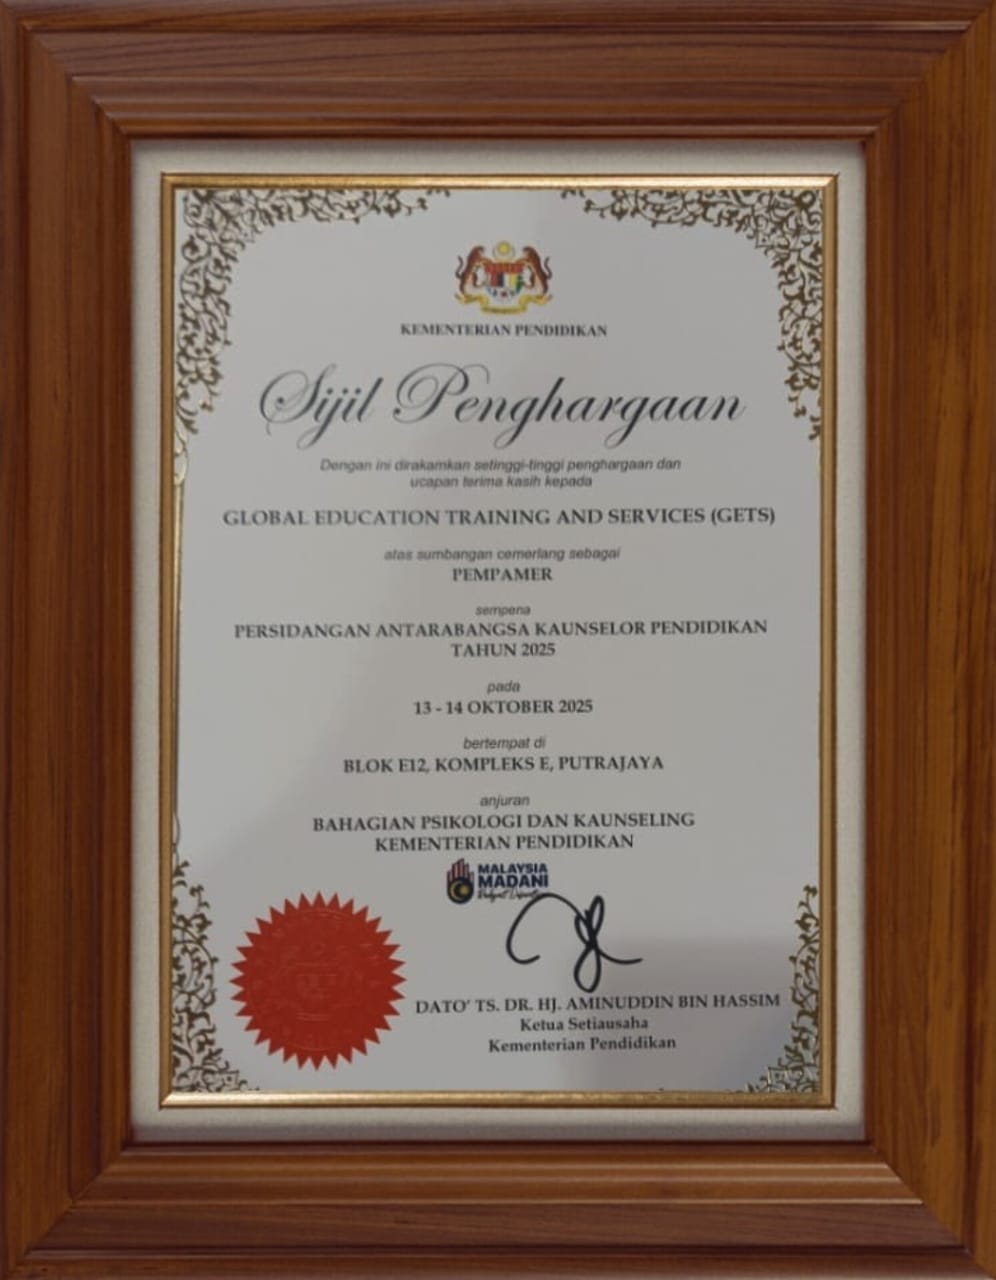 KEMENTERIAN PENDIDIKAN
Sijil Penghargaan
Dengan ini dirakamkan setinggi-tinggi penghargaan dan
ucapan terima kasih kepada
GLOBAL EDUCATION TRAINING AND SERVICES (GETS)
atas sumbangan cemerlang sebagai
PEMPAMER
sempena
PERSIDANGAN ANTARABANGSA KAUNSELOR PENDIDIKAN
TAHUN 2025
pada
13 - 14 OKTOBER 2025
bertempat di
BLOK E12, KOMPLEKS E, PUTRAJAYA
anjuran
BAHAGIAN PSIKOLOGI DAN KAUNSELING
KEMENTERIAN PENDIDIKAN
MALAYSIA
MADANI
DATO' TS. DR. HJ. AMINUDDIN BIN HASSIM
Ketua Setiausaha
Kementerian Pendidikan